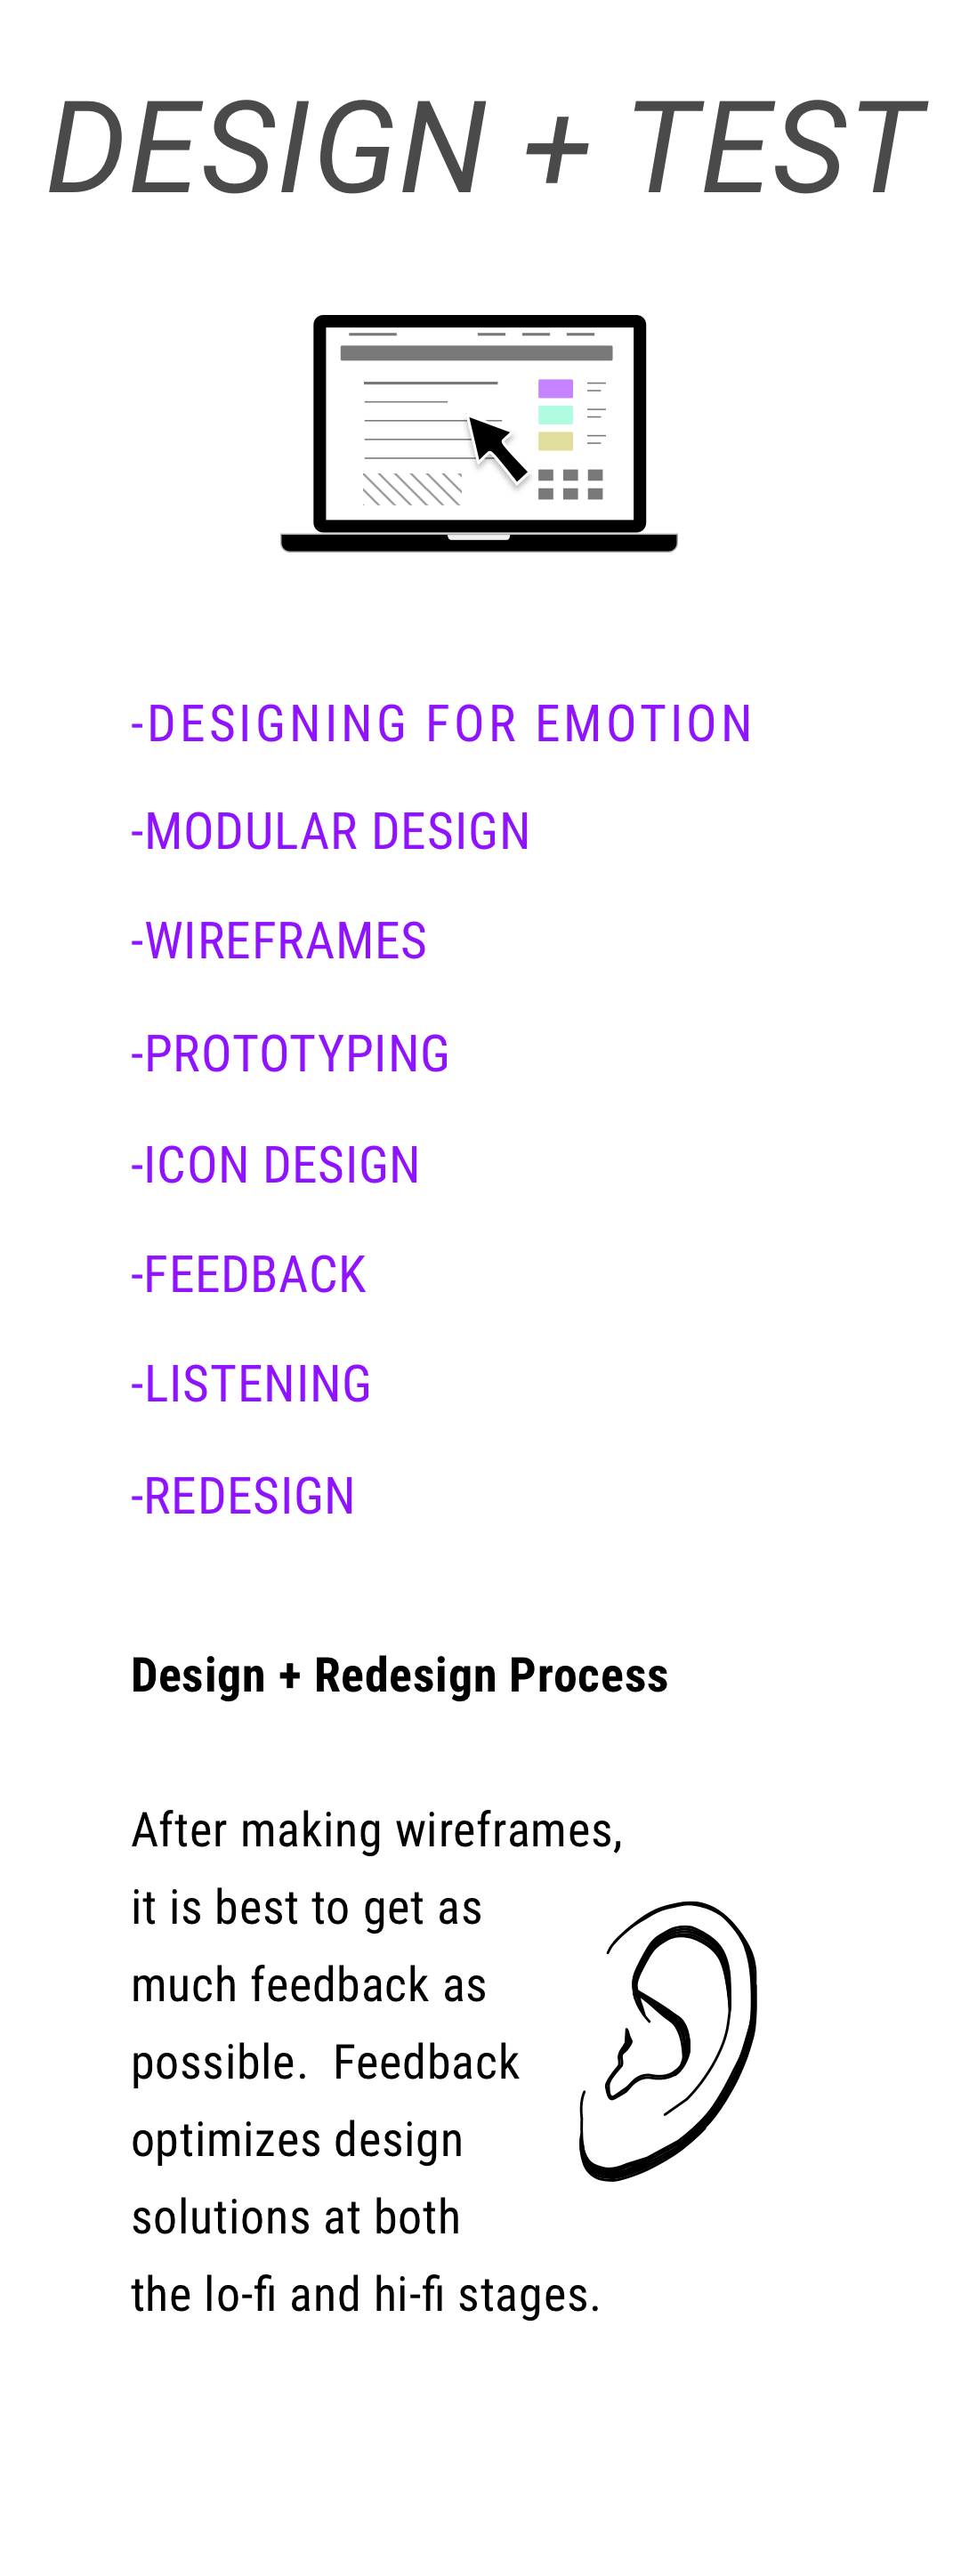 DESIGN + TEST
-DESIGNING FOR EMOTION
-MODULAR DESIGN
-WIREFRAMES
-PROTOTYPING
-ICON DESIGN
-FEEDBACK
-LISTENING
-REDESIGN
Design + Redesign Process
After making wireframes,
it is best to get as
much feedback as
possible.  Feedback
optimizes design
solutions at both
the lo-fi and hi-fi stages.